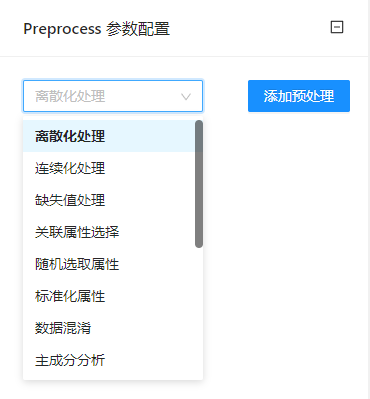 Preprocess 参数配置
离散化处理
添加预处理
离散化处理
连续化处理
缺失值处理
关联属性选择
随机选取属性
标准化属性
数据混淆
主成分分析